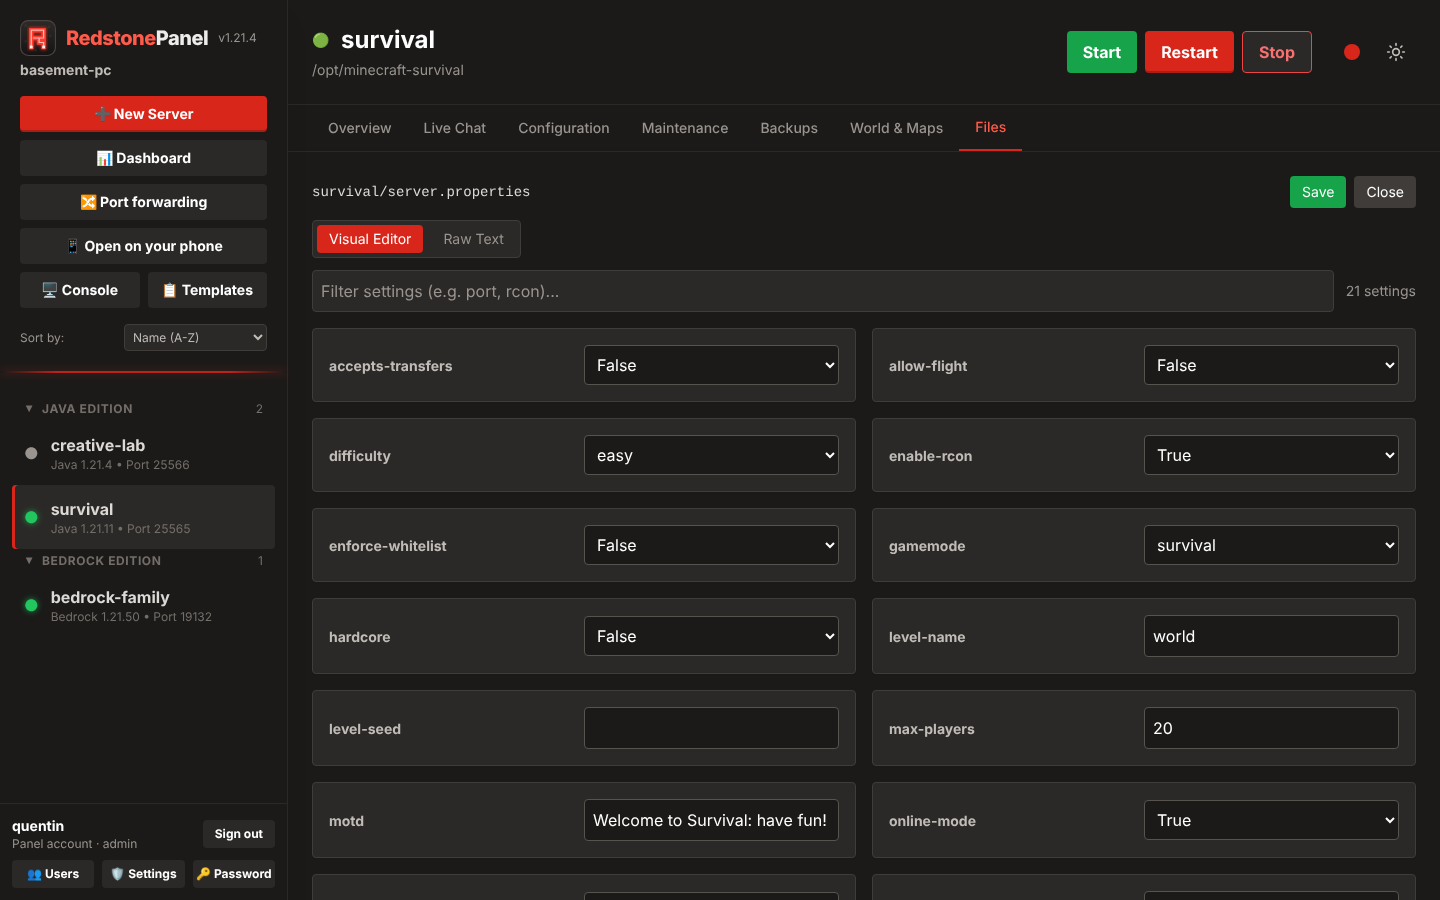 RedstonePanel v1.21.4
basement-pc
➕ New Server
📊 Dashboard
🔀 Port forwarding
📱 Open on your phone
🖥️ Console
📋 Templates
Sort by:
Name (A-Z)
▼ JAVA EDITION 2
creative-lab
Java 1.21.4 • Port 25566
survival
Java 1.21.11 • Port 25565
▼ BEDROCK EDITION 1
bedrock-family
Bedrock 1.21.50 • Port 19132
quentin
Panel account · admin
Sign out
👥 Users
🛡️ Settings
🔑 Password
survival
/opt/minecraft-survival
Start
Restart
Stop
Overview
Live Chat
Configuration
Maintenance
Backups
World & Maps
Files
survival/server.properties
Save
Close
Visual Editor
Raw Text
Filter settings (e.g. port, rcon)...
21 settings
accepts-transfers
False
allow-flight
False
difficulty
easy
enable-rcon
True
enforce-whitelist
False
gamemode
survival
hardcore
False
level-name
world
level-seed
max-players
20
motd
Welcome to Survival: have fun!
online-mode
True